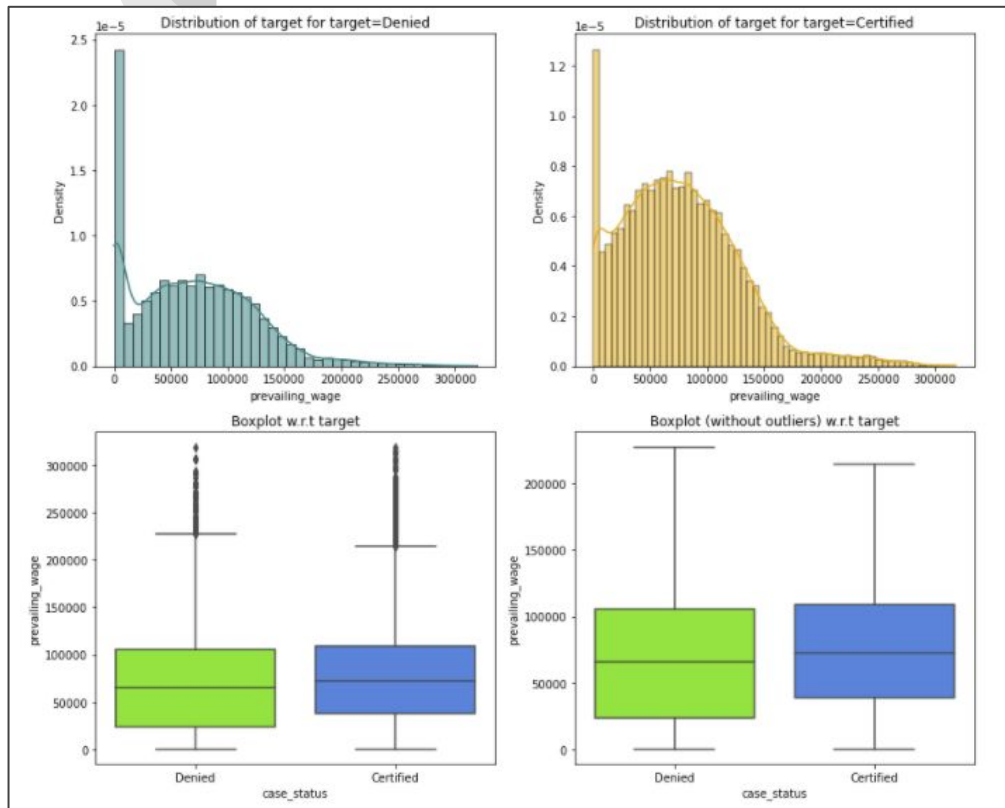 Distribution of target for target=Denied
1e-5
2.5
2.0
1.5
1.0
0.5
0.0
Density
0 50000 100000 150000 200000 250000 300000
prevailing_wage
Distribution of target for target=Certified
1e-5
1.2
1.0
0.8
0.6
0.4
0.2
0.0
Density
0 50000 100000 150000 200000 250000 300000
prevailing_wage
Boxplot w.r.t target
300000
250000
200000
150000
100000
50000
0
prevailing_wage
Denied Certified
case_status
Boxplot (without outliers) w.r.t target
200000
150000
100000
50000
0
prevailing_wage
Denied Certified
case_status